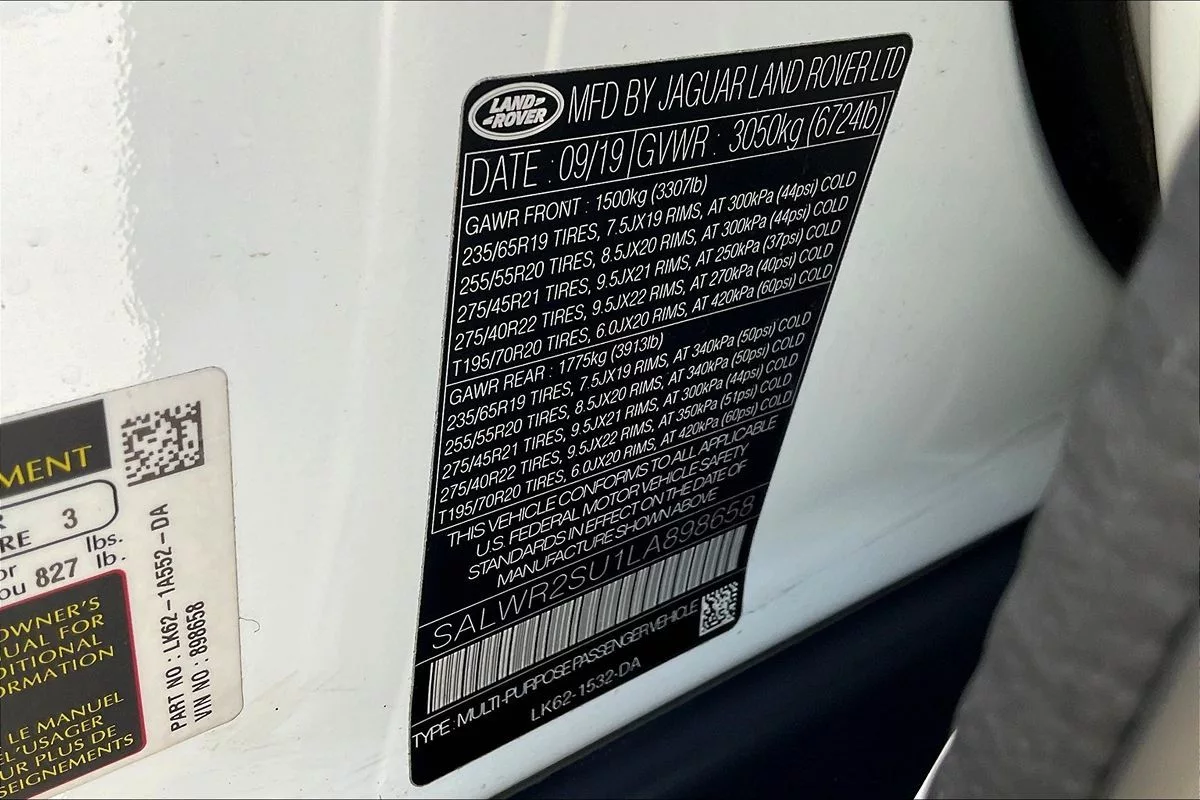 LAND-
-ROVER
MFD BY JAGUAR LAND ROVER LTD
DATE : 09/19 GVWR : 3050kg (6724lb)
GAWR FRONT : 1500kg (3307lb)
235/65R19 TIRES, 7.5JX19 RIMS, AT 300kPa (44psi) COLD
255/55R20 TIRES, 8.5JX20 RIMS, AT 300kPa (44psi) COLD
275/45R21 TIRES, 9.5JX21 RIMS, AT 250kPa (37psi) COLD
275/40R22 TIRES, 9.5JX22 RIMS, AT 270kPa (40psi) COLD
T195/70R20 TIRES, 6.0JX20 RIMS, AT 420kPa (60psi) COLD
GAWR REAR : 1775kg (3913lb)
235/65R19 TIRES, 7.5JX19 RIMS, AT 340kPa (50psi) COLD
255/55R20 TIRES, 8.5JX20 RIMS, AT 340kPa (50psi) COLD
275/45R21 TIRES, 9.5JX21 RIMS, AT 300kPa (44psi) COLD
275/40R22 TIRES, 9.5JX22 RIMS, AT 350kPa (51psi) COLD
T195/70R20 TIRES, 6.0JX20 RIMS, AT 420kPa (60psi) COLD
THIS VEHICLE CONFORMS TO ALL APPLICABLE
U.S. FEDERAL MOTOR VEHICLE SAFETY
STANDARDS IN EFFECT ON THE DATE OF
MANUFACTURE SHOWN ABOVE
SALWR2SU1LA898658
TYPE : MULTI-PURPOSE PASSENGER VEHICLE
LK62-1532-DA
MENT
R
RE 3
or lbs.
ou 827 lb.
OWNER'S
UAL FOR
DITIONAL
ORMATION
LE MANUEL
L'USAGER
UR PLUS DE
SEIGNEMENTS
PART NO : LK62-1A552-DA
VIN NO : 898658